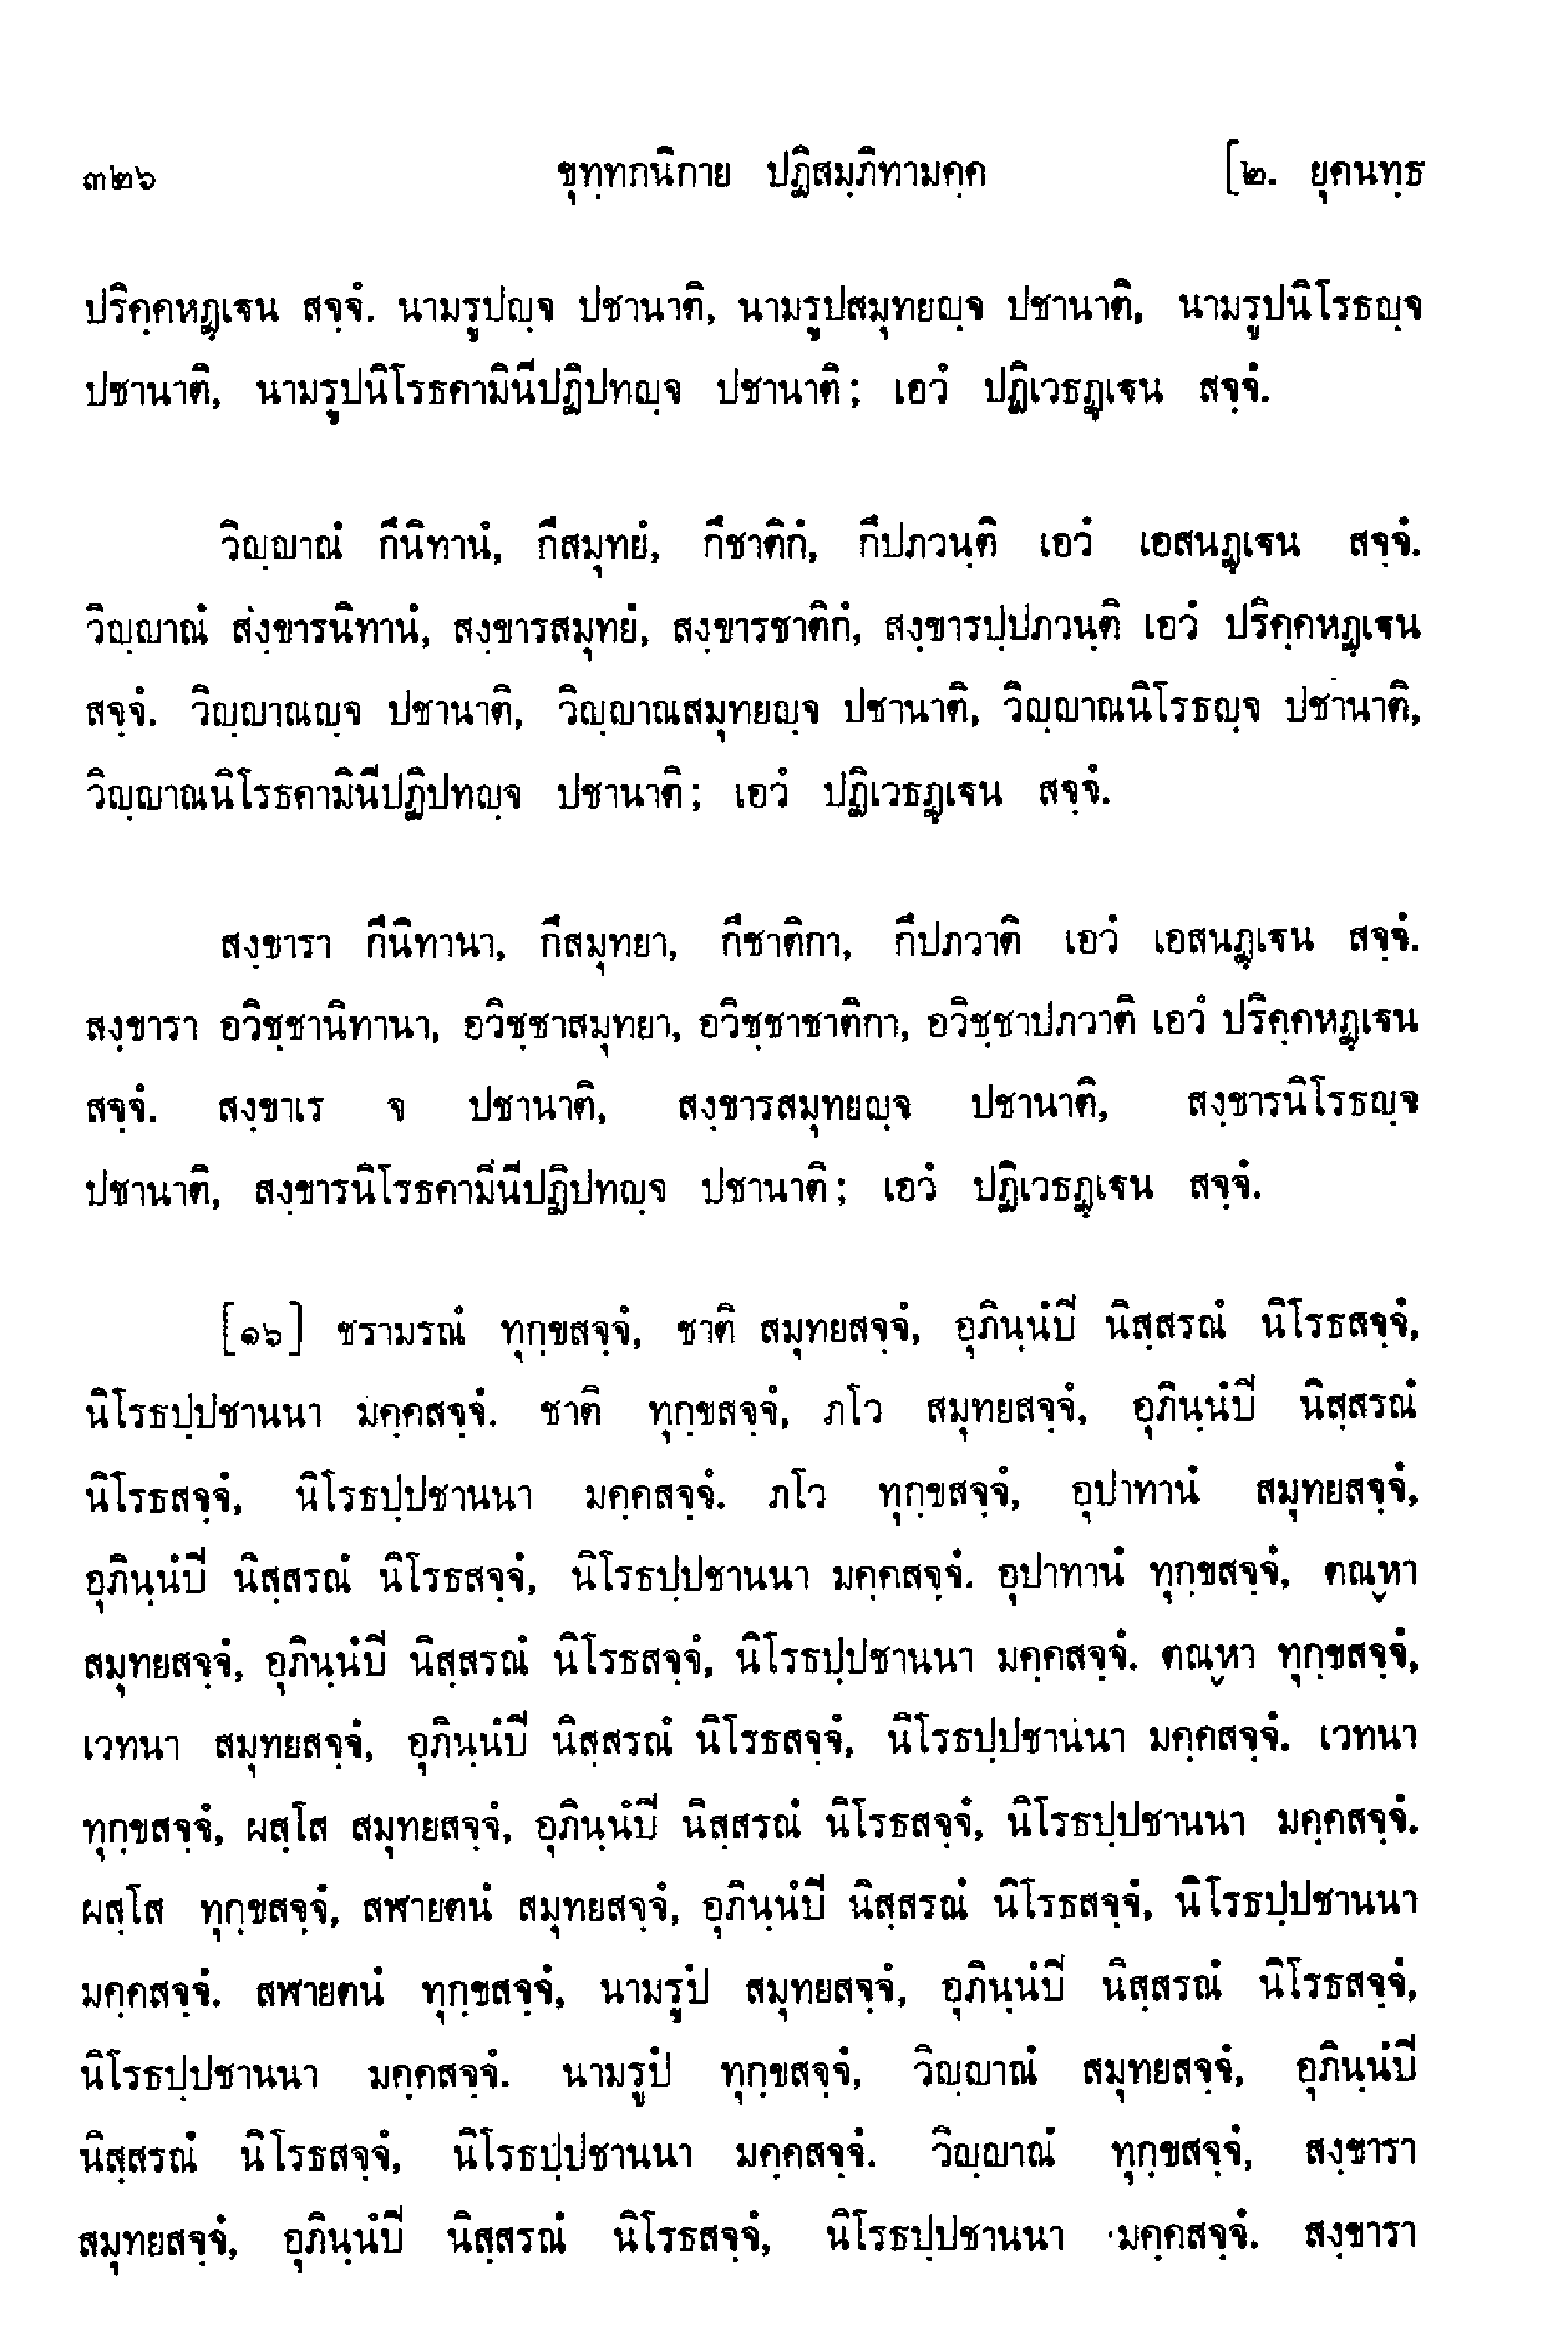 ๓๒๖ ขุทฺทกนิกาย ปฏิสมฺภิทามคฺค [๒. ยุคนทฺธ
ปริคฺคหฏฺเฐน สจฺจํ. นามรูปญฺจ ปชานาติ, นามรูปสมุทยญฺจ ปชานาติ, นามรูปนิโรธญฺจ
ปชานาติ, นามรูปนิโรธคามินีปฏิปทญฺจ ปชานาติ; เอวํ ปฏิเวธฏฺเฐน สจฺจํ.
วิญฺญาณํ กึนิทานํ, กึสมุทยํ, กึชาติกํ, กึปภวนฺติ เอวํ เอสนฏฺเฐน สจฺจํ.
วิญฺญาณํ สงฺขารนิทานํ, สงฺขารสมุทยํ, สงฺขารชาติกํ, สงฺขารปฺปภวนฺติ เอวํ ปริคฺคหฏฺเฐน
สจฺจํ. วิญฺญาณญฺจ ปชานาติ, วิญฺญาณสมุทยญฺจ ปชานาติ, วิญฺญาณนิโรธญฺจ ปชานาติ,
วิญฺญาณนิโรธคามินีปฏิปทญฺจ ปชานาติ; เอวํ ปฏิเวธฏฺเฐน สจฺจํ.
สงฺขารา กึนิทานา, กึสมุทยา, กึชาติกา, กึปภวาติ เอวํ เอสนฏฺเฐน สจฺจํ.
สงฺขารา อวิชฺชานิทานา, อวิชฺชาสมุทยา, อวิชฺชาชาติกา, อวิชฺชาปภวาติ เอวํ ปริคฺคหฏฺเฐน
สจฺจํ. สงฺขาเร จ ปชานาติ, สงฺขารสมุทยญฺจ ปชานาติ, สงฺขารนิโรธญฺจ
ปชานาติ, สงฺขารนิโรธคามินีปฏิปทญฺจ ปชานาติ; เอวํ ปฏิเวธฏฺเฐน สจฺจํ.
[๑๖] ชรามรณํ ทุกฺขสจฺจํ, ชาติ สมุทยสจฺจํ, อุภินฺนํปิ นิสฺสรณํ นิโรธสจฺจํ,
นิโรธปฺปชานนา มคฺคสจฺจํ. ชาติ ทุกฺขสจฺจํ, ภโว สมุทยสจฺจํ, อุภินฺนํปิ นิสฺสรณํ
นิโรธสจฺจํ, นิโรธปฺปชานนา มคฺคสจฺจํ. ภโว ทุกฺขสจฺจํ, อุปาทานํ สมุทยสจฺจํ,
อุภินฺนํปิ นิสฺสรณํ นิโรธสจฺจํ, นิโรธปฺปชานนา มคฺคสจฺจํ. อุปาทานํ ทุกฺขสจฺจํ, ตณฺหา
สมุทยสจฺจํ, อุภินฺนํปิ นิสฺสรณํ นิโรธสจฺจํ, นิโรธปฺปชานนา มคฺคสจฺจํ. ตณฺหา ทุกฺขสจฺจํ,
เวทนา สมุทยสจฺจํ, อุภินฺนํปิ นิสฺสรณํ นิโรธสจฺจํ, นิโรธปฺปชานนา มคฺคสจฺจํ. เวทนา
ทุกฺขสจฺจํ, ผสฺโส สมุทยสจฺจํ, อุภินฺนํปิ นิสฺสรณํ นิโรธสจฺจํ, นิโรธปฺปชานนา มคฺคสจฺจํ.
ผสฺโส ทุกฺขสจฺจํ, สฬายตนํ สมุทยสจฺจํ, อุภินฺนํปิ นิสฺสรณํ นิโรธสจฺจํ, นิโรธปฺปชานนา
มคฺคสจฺจํ. สฬายตนํ ทุกฺขสจฺจํ, นามรูปํ สมุทยสจฺจํ, อุภินฺนํปิ นิสฺสรณํ นิโรธสจฺจํ,
นิโรธปฺปชานนา มคฺคสจฺจํ. นามรูปํ ทุกฺขสจฺจํ, วิญฺญาณํ สมุทยสจฺจํ, อุภินฺนํปิ
นิสฺสรณํ นิโรธสจฺจํ, นิโรธปฺปชานนา มคฺคสจฺจํ. วิญฺญาณํ ทุกฺขสจฺจํ, สงฺขารา
สมุทยสจฺจํ, อุภินฺนํปิ นิสฺสรณํ นิโรธสจฺจํ, นิโรธปฺปชานนา มคฺคสจฺจํ. สงฺขารา